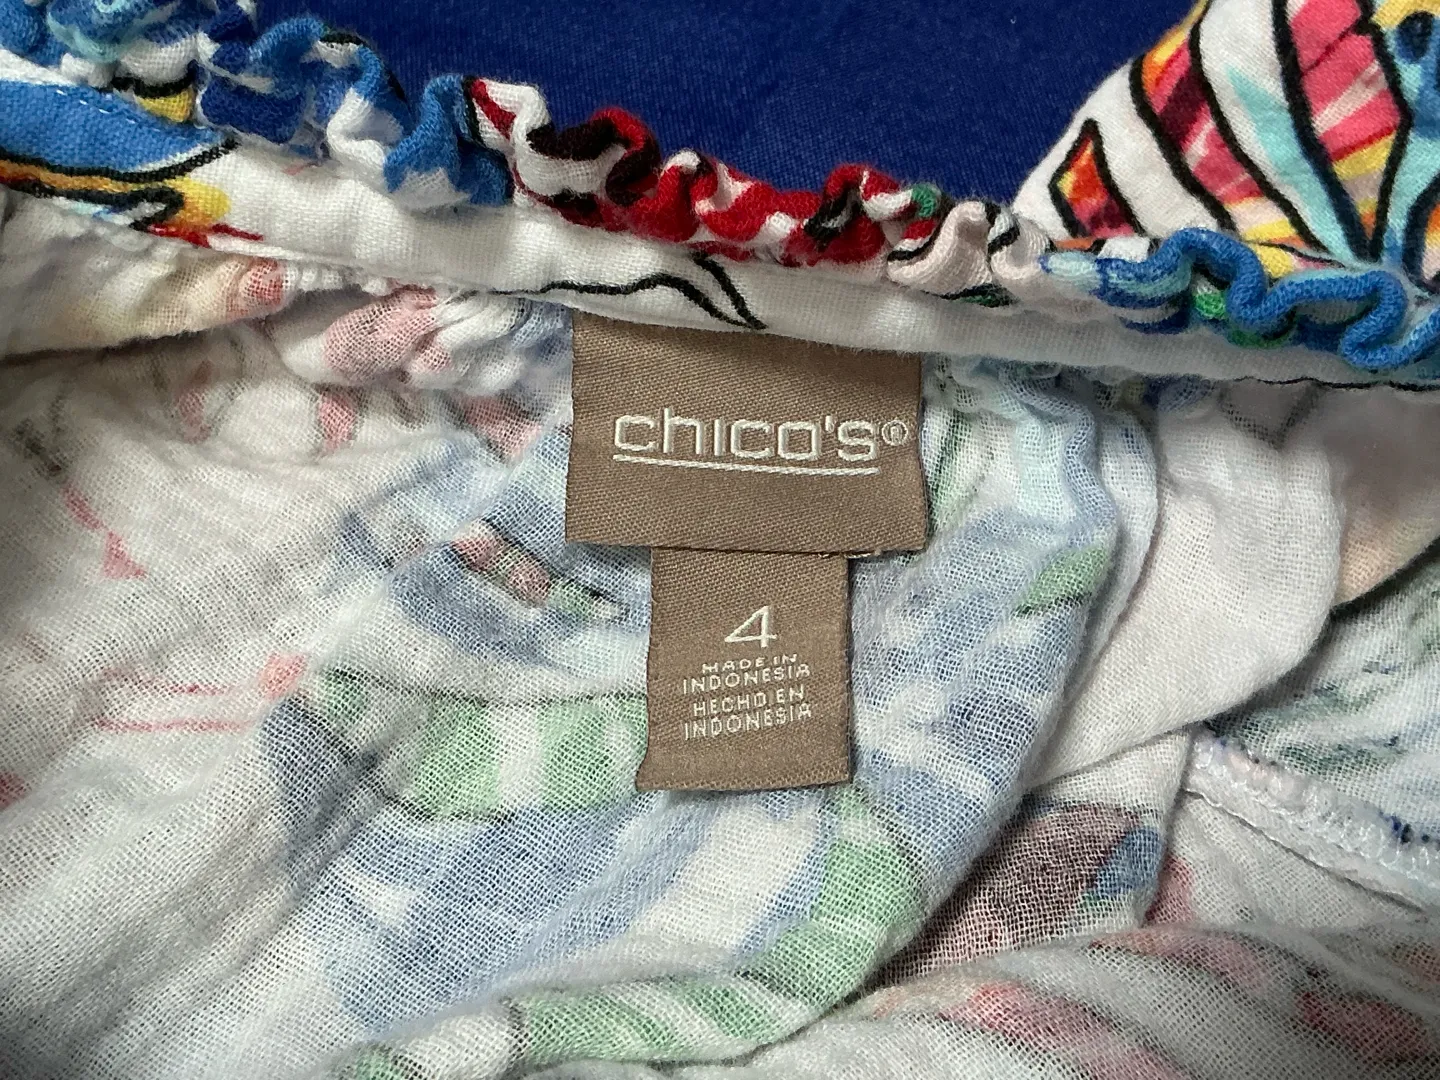 chico's®
4
MADE IN
INDONESIA
HECHO EN
INDONESIA